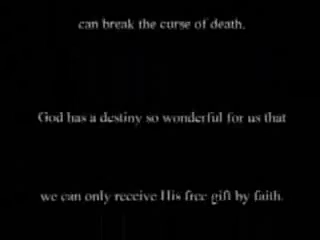 can break the curse of death.
God has a destiny so wonderful for us that
we can only receive His free gift by faith.